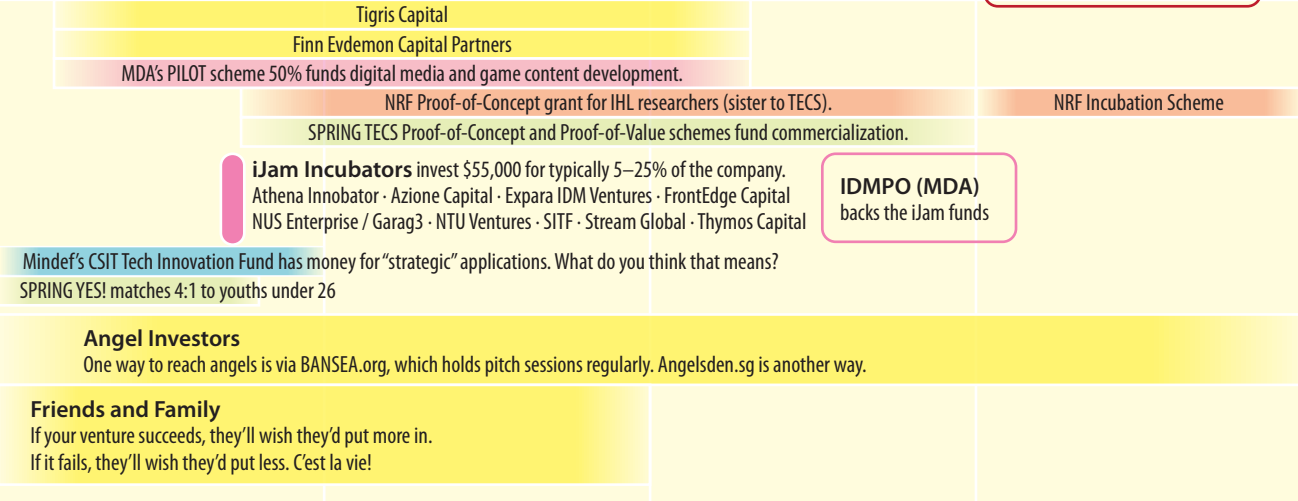 Tigris Capital
Finn Evdemon Capital Partners
MDA's PILOT scheme 50% funds digital media and game content development.
NRF Proof-of-Concept grant for IHL researchers (sister to TECS).
NRF Incubation Scheme
SPRING TECS Proof-of-Concept and Proof-of-Value schemes fund commercialization.
iJam Incubators invest $55,000 for typically 5–25% of the company.
Athena Innobator · Azione Capital · Expara IDM Ventures · FrontEdge Capital
NUS Enterprise / Garag3 · NTU Ventures · SITF · Stream Global · Thymos Capital
IDMPO (MDA)
backs the iJam funds
Mindef's CSIT Tech Innovation Fund has money for “strategic” applications. What do you think that means?
SPRING YES! matches 4:1 to youths under 26
Angel Investors
One way to reach angels is via BANSEA.org, which holds pitch sessions regularly. Angelsden.sg is another way.
Friends and Family
If your venture succeeds, they'll wish they'd put more in.
If it fails, they'll wish they'd put less. C'est la vie!